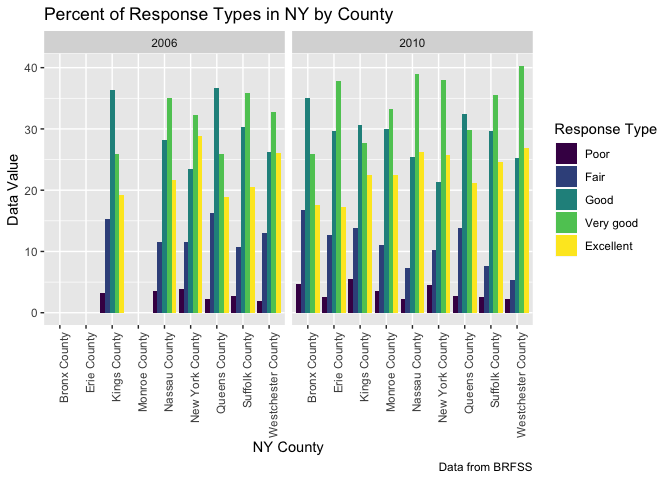 Percent of Response Types in NY by County
2006
2010
Data Value
40
30
20
10
0
Bronx County
Erie County
Kings County
Monroe County
Nassau County
New York County
Queens County
Suffolk County
Westchester County
Bronx County
Erie County
Kings County
Monroe County
Nassau County
New York County
Queens County
Suffolk County
Westchester County
NY County
Response Type
Poor
Fair
Good
Very good
Excellent
Data from BRFSS